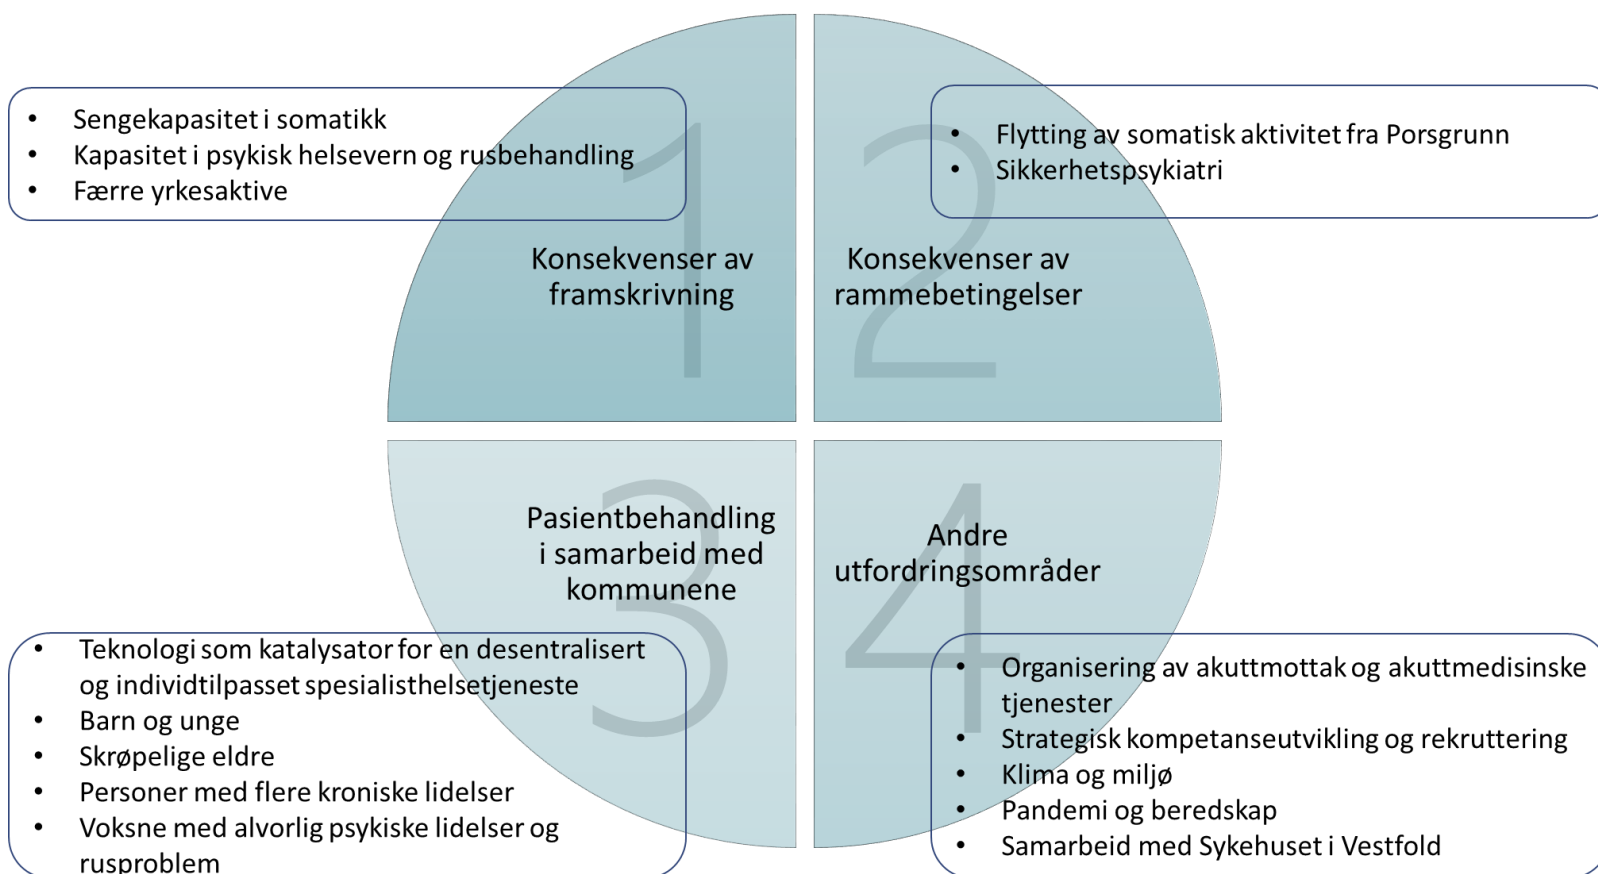 • Sengekapasitet i somatikk
• Kapasitet i psykisk helsevern og rusbehandling
• Færre yrkesaktive
1
Konsekvenser av
framskrivning
• Flytting av somatisk aktivitet fra Porsgrunn
• Sikkerhetspsykiatri
2
Konsekvenser av
rammebetingelser
3
Pasientbehandling
i samarbeid med
kommunene
• Teknologi som katalysator for en desentralisert
og individtilpasset spesialisthelsetjeneste
• Barn og unge
• Skrøpelige eldre
• Personer med flere kroniske lidelser
• Voksne med alvorlig psykiske lidelser og
rusproblem
4
Andre
utfordringsområder
• Organisering av akuttmottak og akuttmedisinske
tjenester
• Strategisk kompetanseutvikling og rekruttering
• Klima og miljø
• Pandemi og beredskap
• Samarbeid med Sykehuset i Vestfold